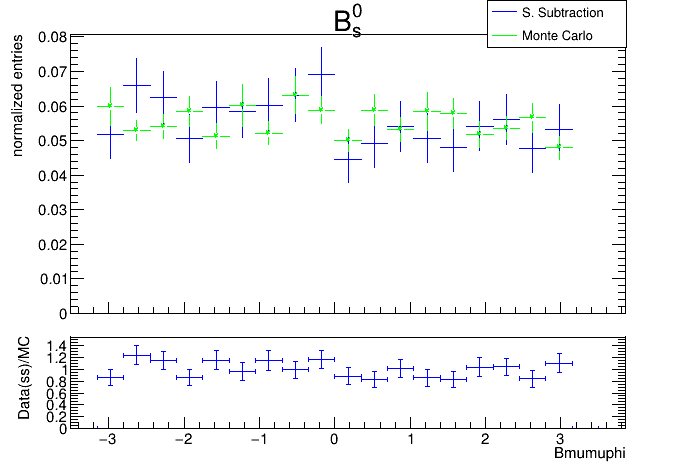 B_s^0
S. Subtraction
Monte Carlo
normalized entries
0.08
0.07
0.06
0.05
0.04
0.03
0.02
0.01
0
Data(ss)/MC
1.4
1.2
1
0.8
0.6
0.4
0.2
0
−3 −2 −1 0 1 2 3
Bmumuphi